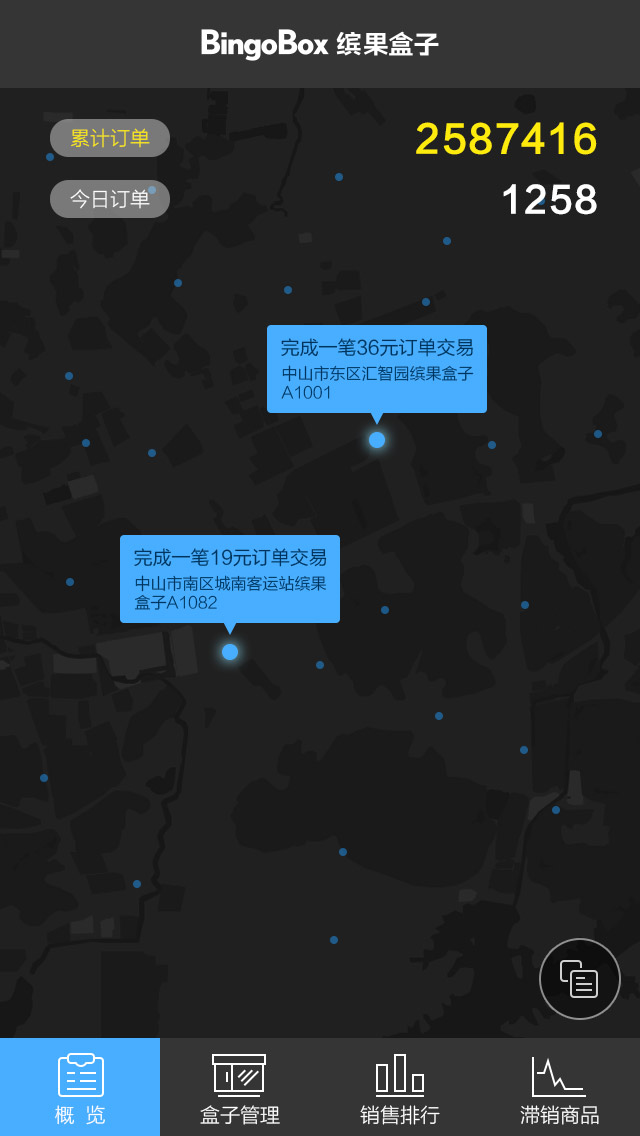 BingoBox 缤果盒子
累计订单 2587416
今日订单 1258
完成一笔36元订单交易
中山市东区汇智园缤果盒子
A1001
完成一笔19元订单交易
中山市南区城南客运站缤果
盒子A1082
概 览 盒子管理 销售排行 滞销商品